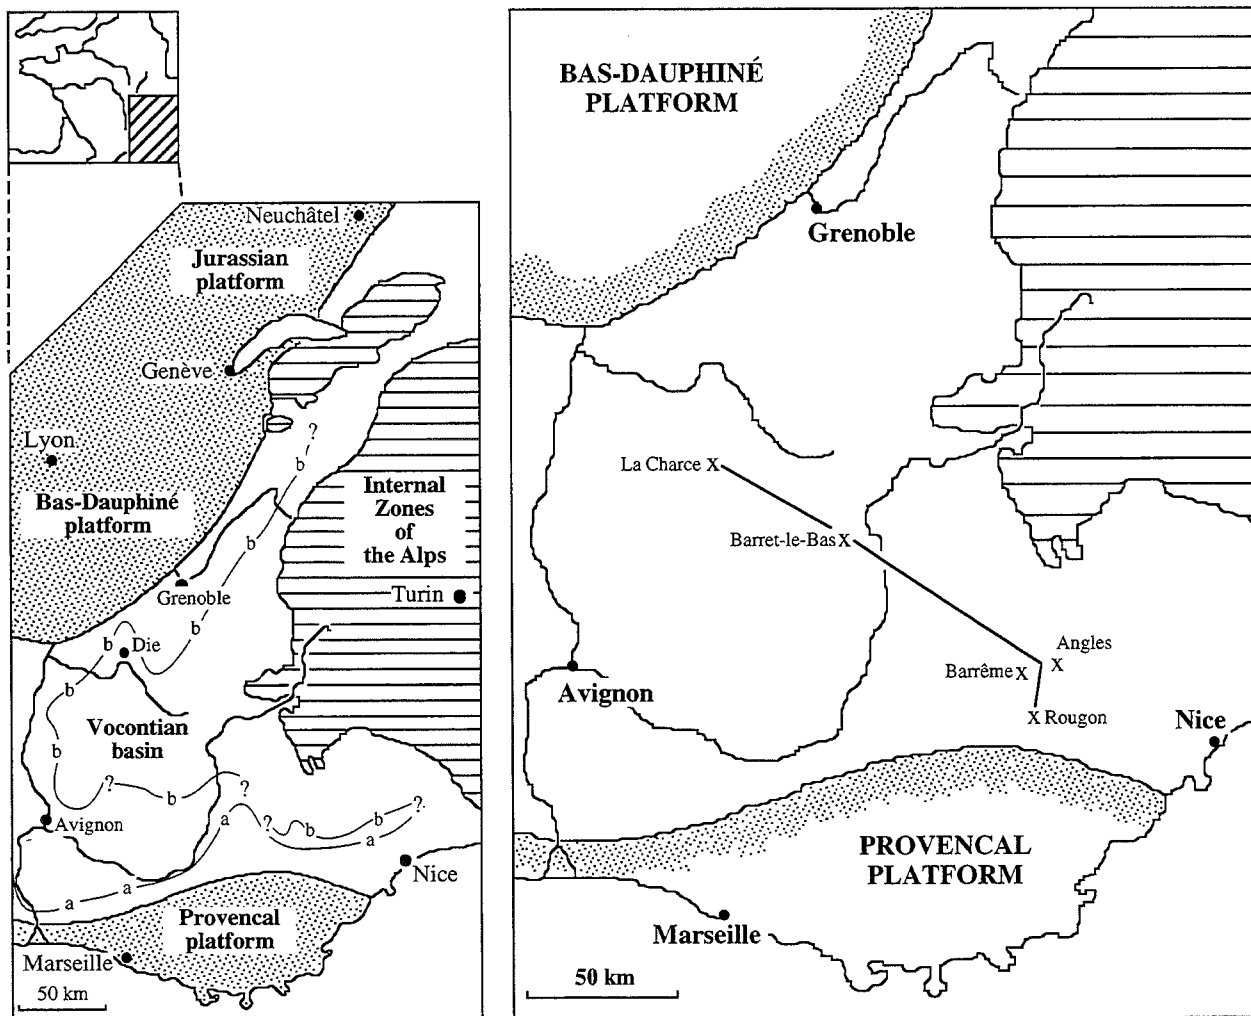 Neuchâtel
Jurassian
platform
Genève
Lyon
b
?
Bas-Dauphiné
platform
b
b
Internal
Zones
of
the Alps
Grenoble
Turin
b
b
Die
b
Vocontian
basin
b
?
b
?
a
?
b
b
?
a
Avignon
a
a
Nice
Provencal
platform
Marseille
50 km
BAS-DAUPHINÉ
PLATFORM
Grenoble
La Charce X
Barret-le-Bas X
Angles
X
Barrême X
X Rougon
Avignon
Nice
PROVENCAL
PLATFORM
Marseille
50 km